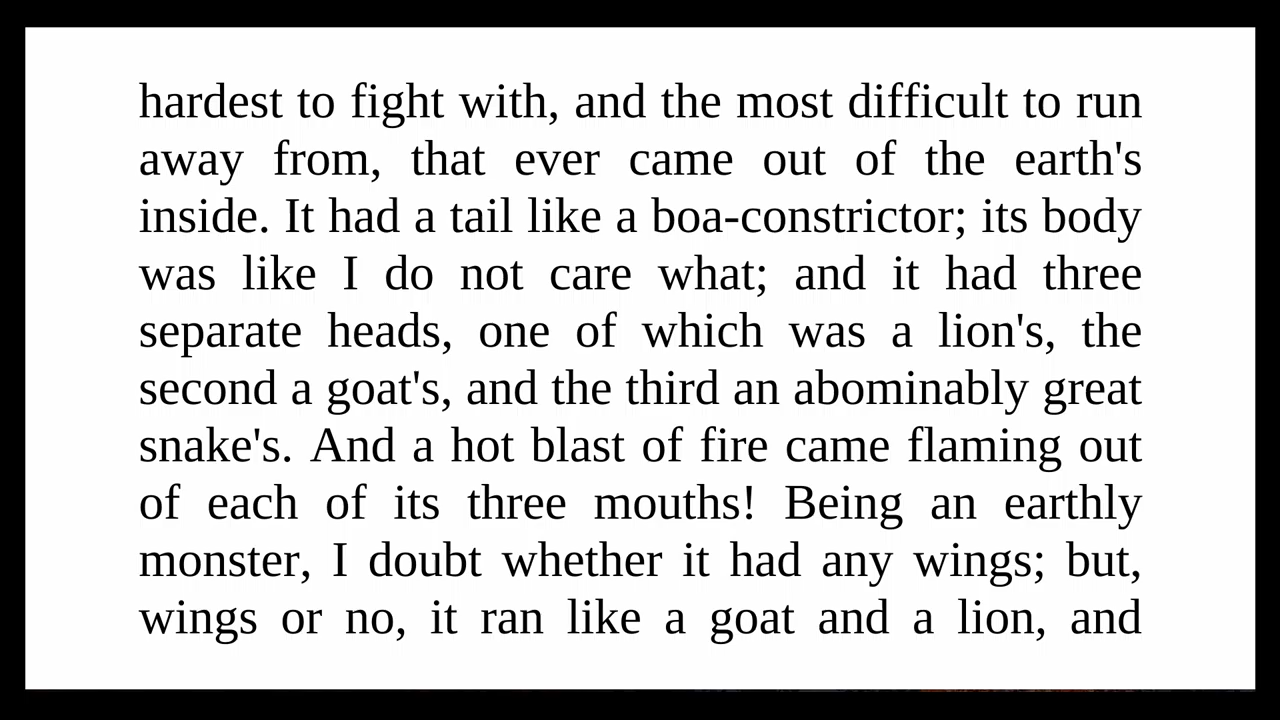 hardest to fight with, and the most difficult to run
away from, that ever came out of the earth's
inside. It had a tail like a boa-constrictor; its body
was like I do not care what; and it had three
separate heads, one of which was a lion's, the
second a goat's, and the third an abominably great
snake's. And a hot blast of fire came flaming out
of each of its three mouths! Being an earthly
monster, I doubt whether it had any wings; but,
wings or no, it ran like a goat and a lion, and